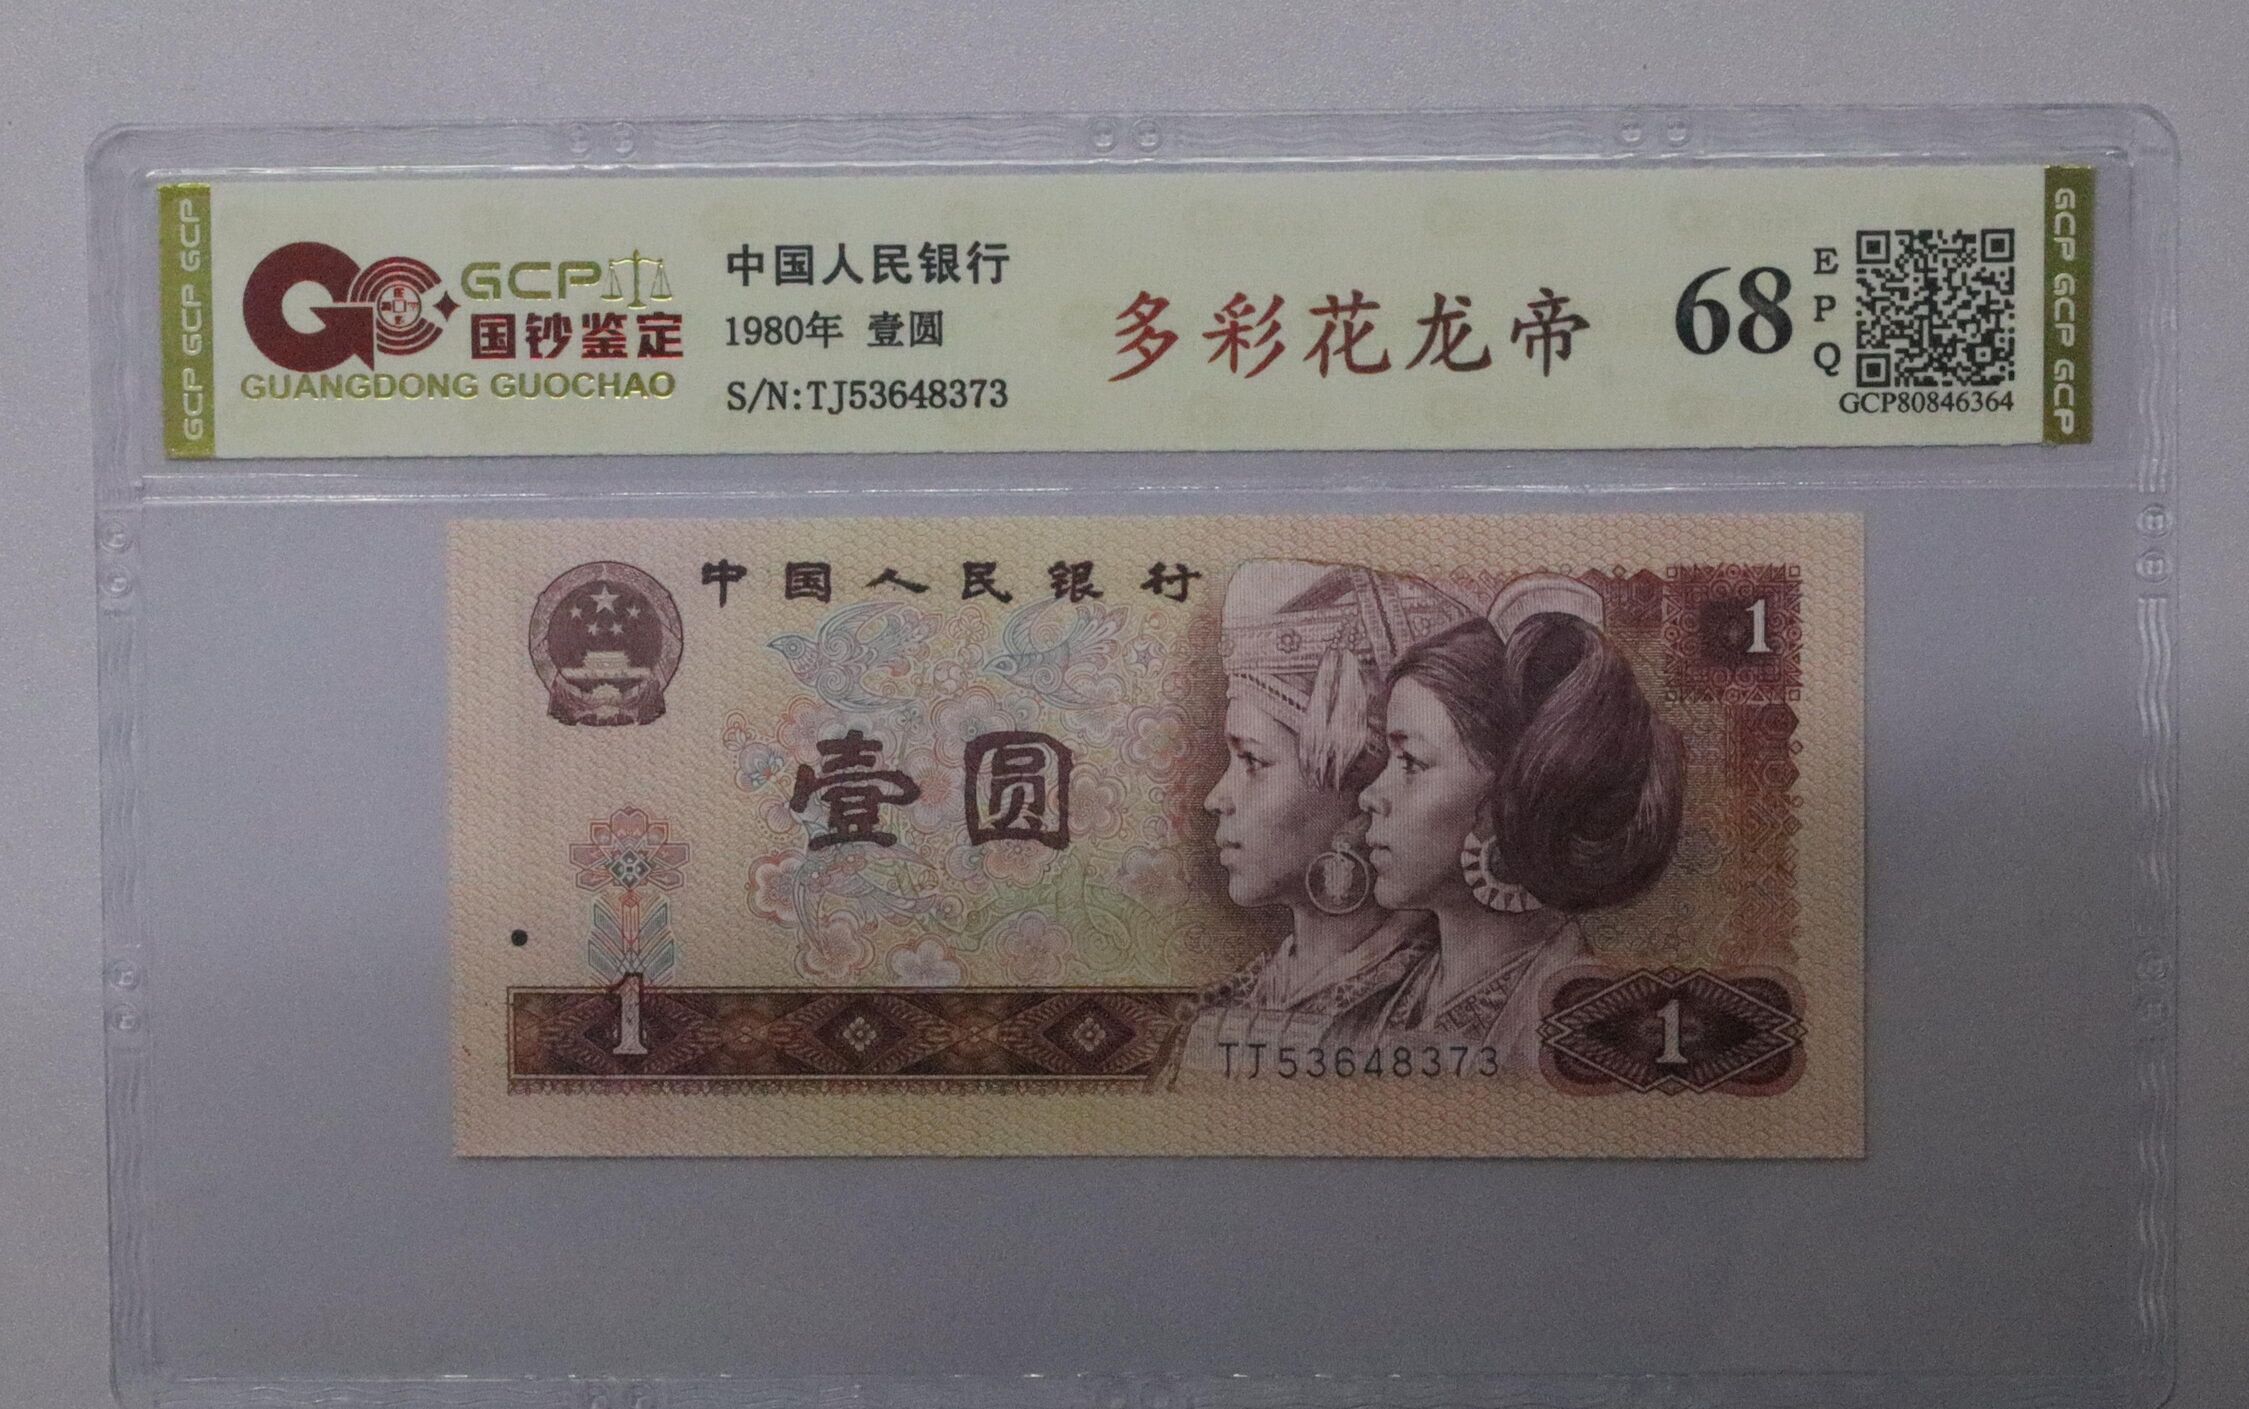 GCP GCP GCP
GCP
国钞鉴定
GUANGDONG GUOCHAO
中国人民银行
1980年 壹圆
S/N:TJ53648373
多彩花龙帝
68
EPQ
GCP80846364
GCP GCP GCP
中国人民银行
1
壹圆
1
TJ53648373
1